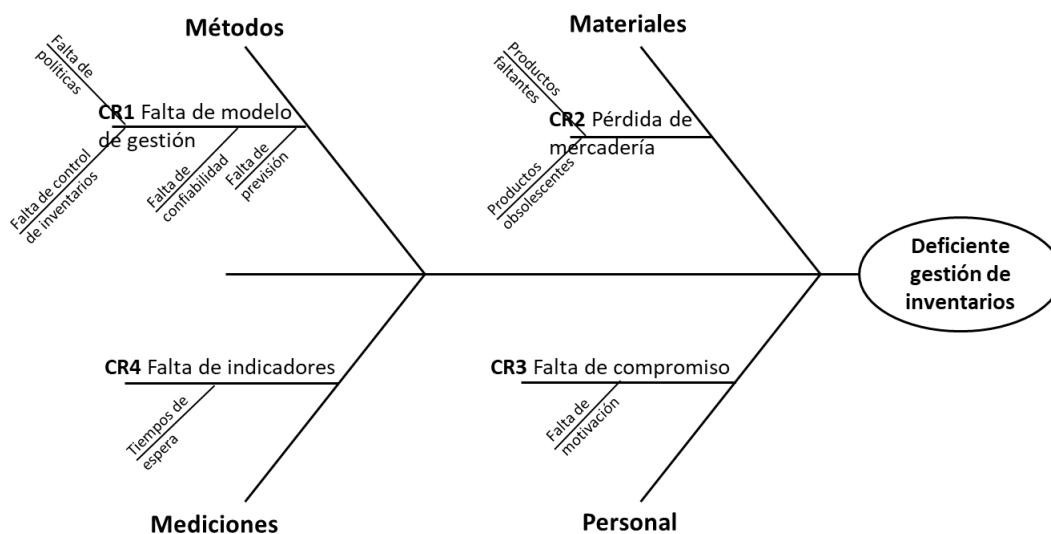 Métodos
Materiales
Falta de
políticas
Productos
faltantes
CR1 Falta de modelo
de gestión
CR2 Pérdida de
mercadería
Falta de control
de inventarios
Falta de
confiabilidad
Falta de
previsión
Productos
obsolescentes
Deficiente
gestión de
inventarios
CR4 Falta de indicadores
CR3 Falta de compromiso
Tiempos de
espera
Falta de
motivación
Mediciones
Personal